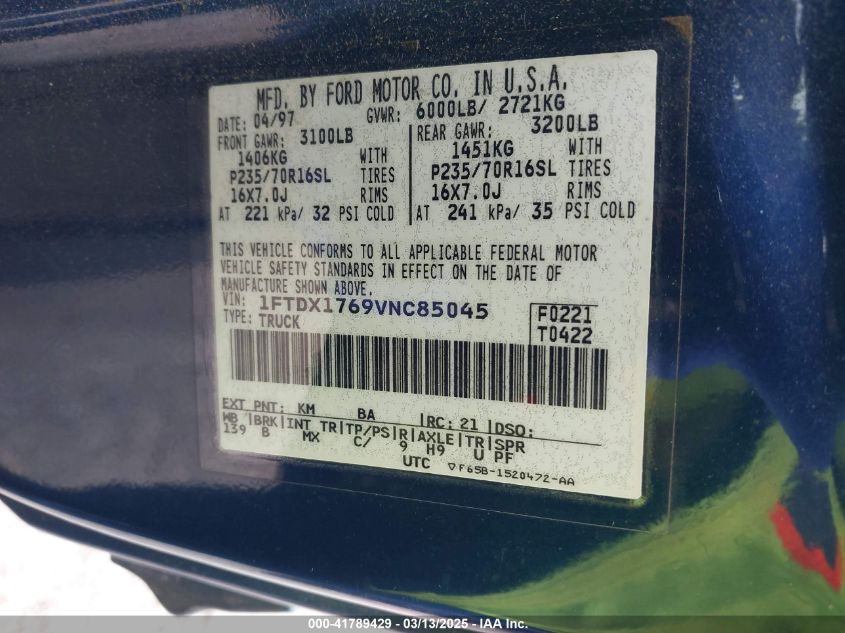 MFD. BY FORD MOTOR CO. IN U.S.A.
DATE: 04/97 GVWR: 6000LB/ 2721KG
FRONT GAWR: 3100LB REAR GAWR: 3200LB
1406KG WITH 1451KG WITH
P235/70R16SL TIRES P235/70R16SL TIRES
16X7.0J RIMS 16X7.0J RIMS
AT 221 kPa/ 32 PSI COLD AT 241 kPa/ 35 PSI COLD
THIS VEHICLE CONFORMS TO ALL APPLICABLE FEDERAL MOTOR
VEHICLE SAFETY STANDARDS IN EFFECT ON THE DATE OF
MANUFACTURE SHOWN ABOVE.
VIN: 1FTDX1769VNC85045 F0221
TYPE: TRUCK T0422
EXT PNT: KM BA RC: 21 DSO:
WB BRK INT TR TP/PS R AXLE TR SPR
139 B MX C/ 9 H9 U PF
UTC ▽F65B-1520472-AA
000-41789429 - 03/13/2025 - IAA Inc.